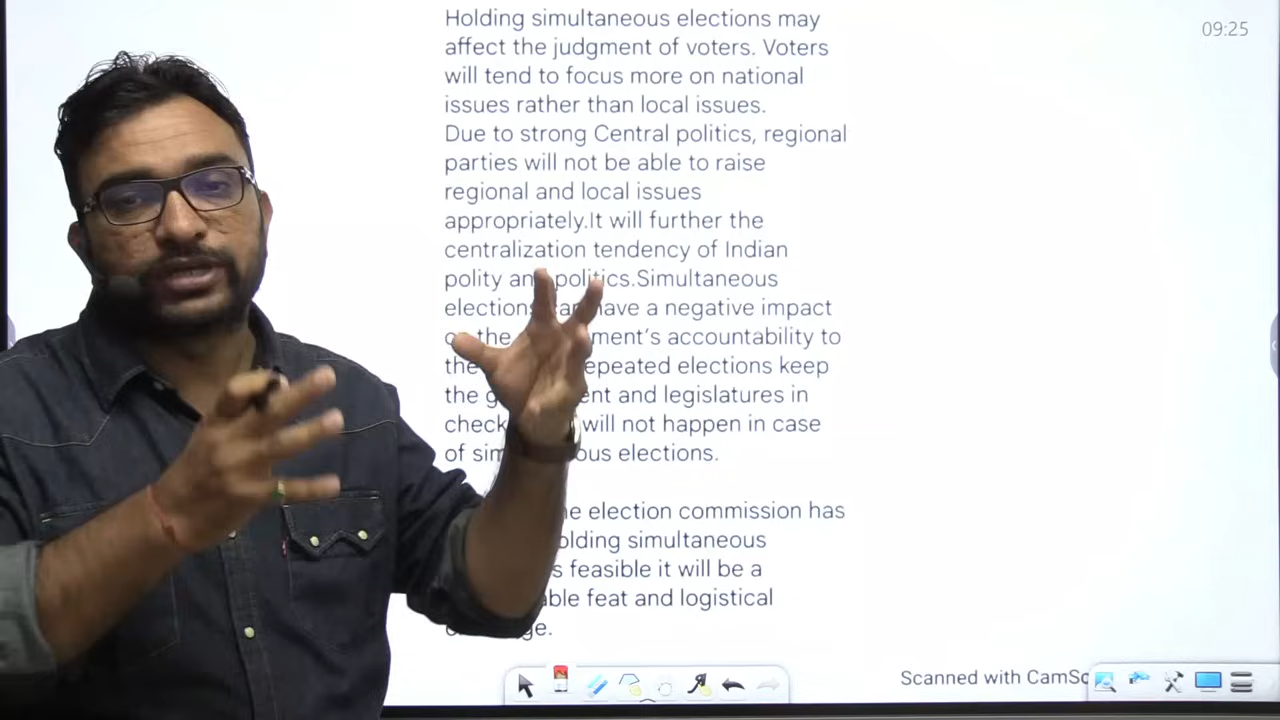 Holding simultaneous elections may
affect the judgment of voters. Voters
will tend to focus more on national
issues rather than local issues.
Due to strong Central politics, regional
parties will not be able to raise
regional and local issues
appropriately.It will further the
centralization tendency of Indian
polity and politics.Simultaneous
elections can have a negative impact
the ment's accountability to
the epeated elections keep
the ent and legislatures in
check will not happen in case
of sim ous elections.
e election commission has
olding simultaneous
s feasible it will be a
able feat and logistical
ge.
09:25
Scanned with CamSc